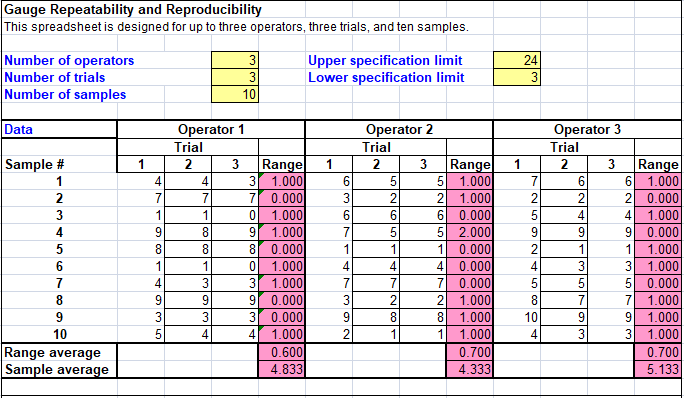 Gauge Repeatability and Reproducibility
This spreadsheet is designed for up to three operators, three trials, and ten samples.
Number of operators 3 Upper specification limit 24
Number of trials 3 Lower specification limit 3
Number of samples 10
Data Operator 1 Operator 2 Operator 3
Trial Trial Trial
Sample # 1 2 3 Range 1 2 3 Range 1 2 3 Range
1 4 4 3 1.000 6 5 5 1.000 7 6 6 1.000
2 7 7 7 0.000 3 2 2 1.000 2 2 2 0.000
3 1 1 0 1.000 6 6 6 0.000 5 4 4 1.000
4 9 8 9 1.000 7 5 5 2.000 9 9 9 0.000
5 8 8 8 0.000 1 1 1 0.000 2 1 1 1.000
6 1 1 0 1.000 4 4 4 0.000 4 3 3 1.000
7 4 3 3 1.000 7 7 7 0.000 5 5 5 0.000
8 9 9 9 0.000 3 2 2 1.000 8 7 7 1.000
9 3 3 3 0.000 9 8 8 1.000 10 9 9 1.000
10 5 4 4 1.000 2 1 1 1.000 4 3 3 1.000
Range average 0.600 0.700 0.700
Sample average 4.833 4.333 5.133